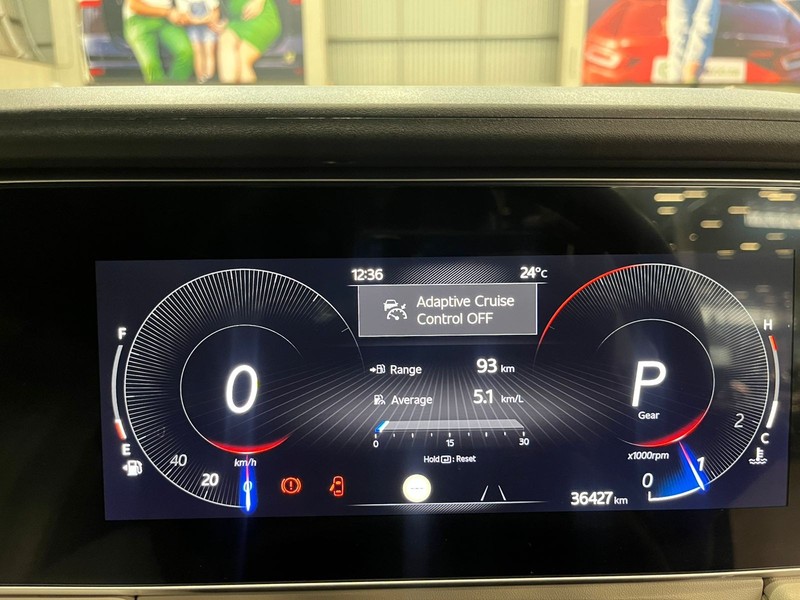 12:36
24°C
Adaptive Cruise
Control OFF
F
E
0
km/h
40
20
0
Range 93 km
Average 5.1 km/L
0 15 30
Hold : Reset
P
Gear
x1000rpm
0
1
2
H
C
36427 km